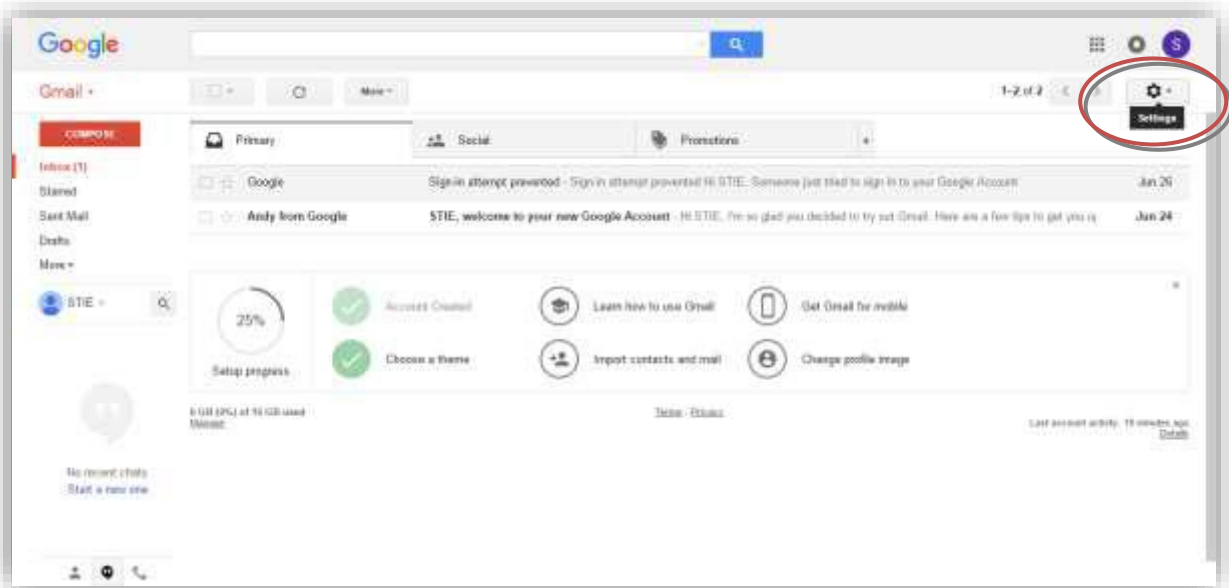 Google
S
Gmail
More
1-2 of 2
Settings
COMPOSE
Primary
Social
Promotions
+
Inbox (1)
Starred
Sent Mail
Drafts
More
Google
Sign-in attempt prevented - Sign in attempt prevented Hi STIE, Someone just tried to sign in to your Google Account
Jun 26
Andy from Google
STIE, welcome to your new Google Account - Hi STIE, I'm so glad you decided to try out Gmail. Here are a few tips to get you up
Jun 24
STIE
25%
Setup progress
Account Created
Learn how to use Gmail
Get Gmail for mobile
Choose a theme
Import contacts and mail
Change profile image
Manage
Terms - Privacy
Last account activity: 19 minutes ago
Details
No recent chats
Start a new one